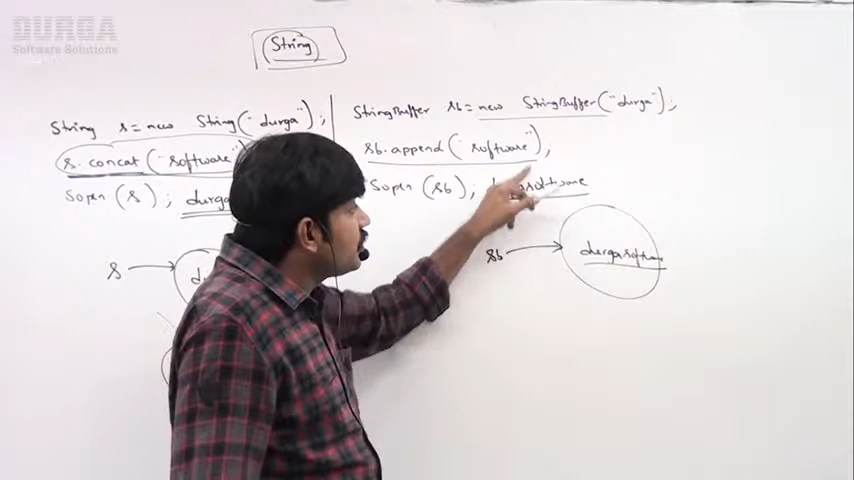 DURGA
Software Solutions
String
String s=new String("durga");
s.concat("software
Sopen(s); durga
StringBuffer sb=new StringBuffer("durga");
sb.append("software");
Sopen(sb); durgasoftware
s
sb
durgasoftware